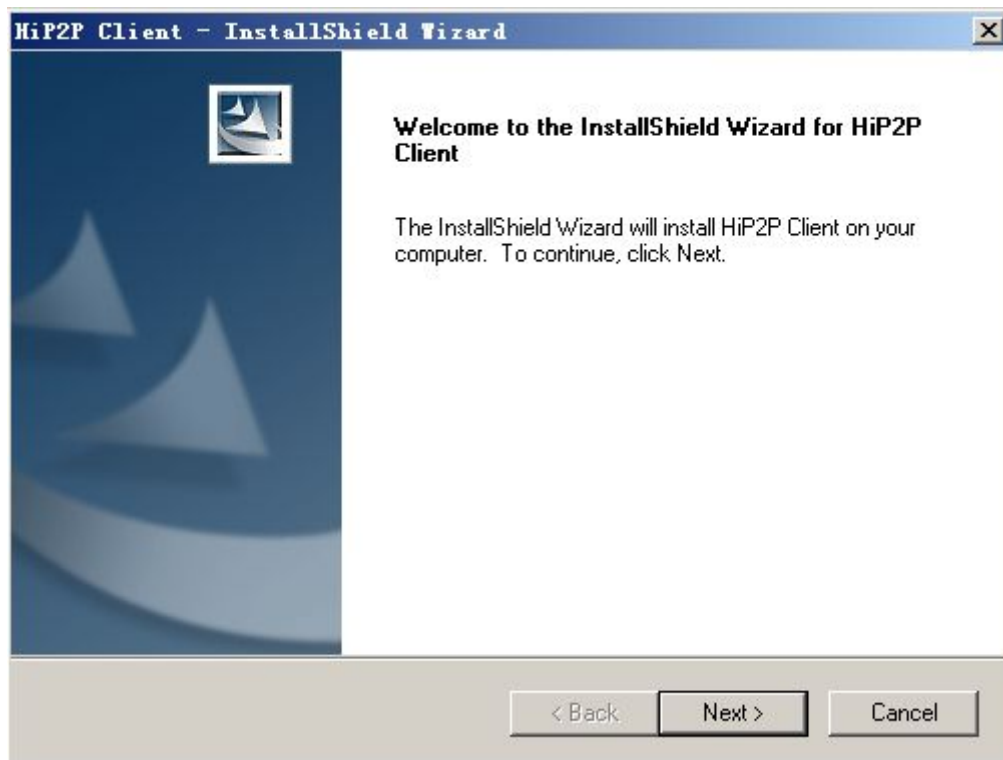 HiP2P Client - InstallShield Wizard
Welcome to the InstallShield Wizard for HiP2P
Client
The InstallShield Wizard will install HiP2P Client on your
computer. To continue, click Next.
< Back
Next >
Cancel